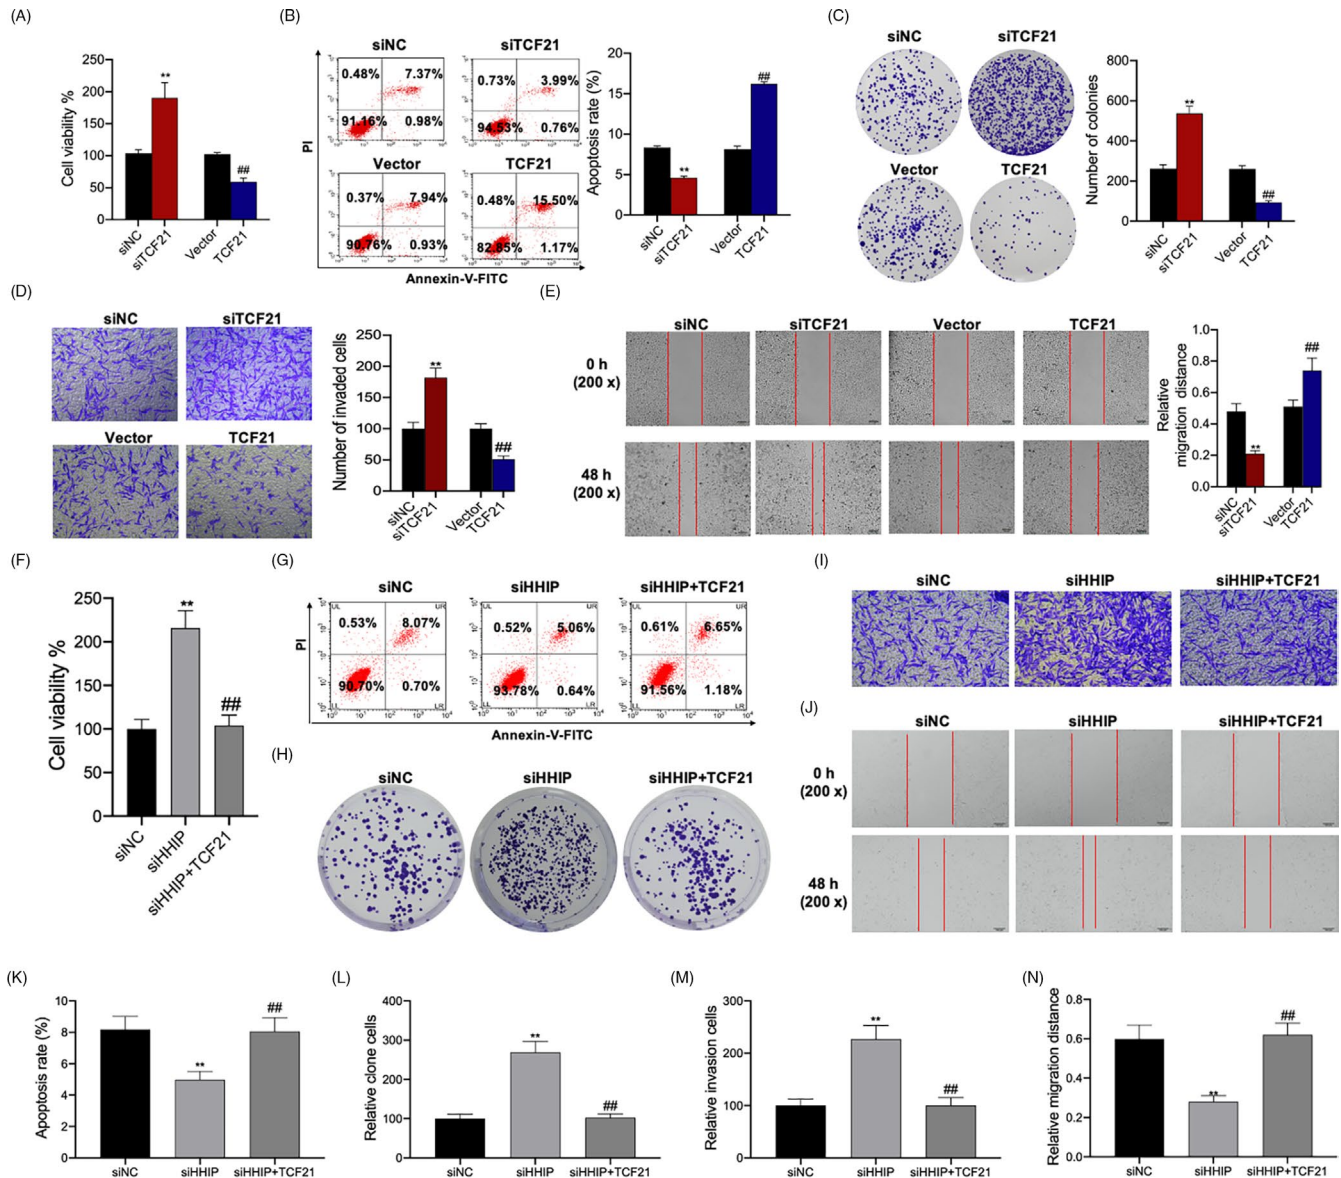 (A)
Cell viability %
250
200
150
100
50
0
**
##
siNC
siTCF21
Vector
TCF21
(B)
siNC
siTCF21
0.48%
7.37%
91.16%
0.98%
0.73%
3.99%
94.53%
0.76%
Vector
TCF21
0.37%
7.94%
90.76%
0.93%
0.48%
15.50%
82.85%
1.17%
PI
Annexin-V-FITC
Apoptosis rate (%)
20
15
10
5
0
**
##
siNC
siTCF21
Vector
TCF21
(C)
siNC
siTCF21
Vector
TCF21
Number of colonies
800
600
400
200
0
**
##
siNC
siTCF21
Vector
TCF21
(D)
siNC
siTCF21
Vector
TCF21
Number of invaded cells
250
200
150
100
50
0
**
##
siNC
siTCF21
Vector
TCF21
(E)
siNC
siTCF21
Vector
TCF21
0 h
(200 x)
48 h
(200 x)
Relative
migration distance
1.0
0.8
0.6
0.4
0.2
0.0
**
##
siNC
siTCF21
Vector
TCF21
(F)
Cell viability %
250
200
150
100
50
0
**
##
siNC
siHHIP
siHHIP+TCF21
(G)
siNC
siHHIP
siHHIP+TCF21
UL
UR
0.53%
8.07%
90.70%
0.70%
LL
LR
UL
UR
0.52%
5.06%
93.78%
0.64%
LL
LR
UL
UR
0.61%
6.65%
91.56%
1.18%
LL
LR
PI
Annexin-V-FITC
(H)
siNC
siHHIP
siHHIP+TCF21
(I)
siNC
siHHIP
siHHIP+TCF21
(J)
siNC
siHHIP
siHHIP+TCF21
0 h
(200 x)
48 h
(200 x)
(K)
Apoptosis rate (%)
10
8
6
4
2
0
**
##
siNC
siHHIP
siHHIP+TCF21
(L)
Relative clone cells
400
300
200
100
0
**
##
siNC
siHHIP
siHHIP+TCF21
(M)
Relative invasion cells
300
200
100
0
**
##
siNC
siHHIP
siHHIP+TCF21
(N)
Relative migration distance
0.8
0.6
0.4
0.2
0.0
**
##
siNC
siHHIP
siHHIP+TCF21